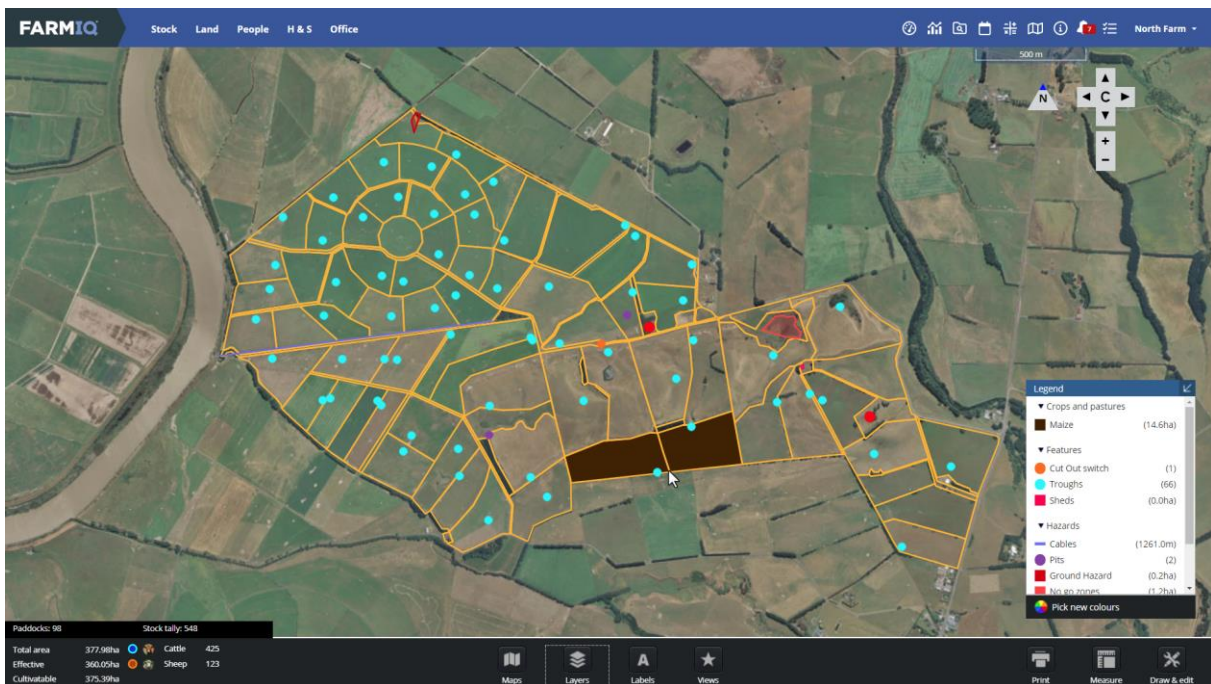 FARMIQ Stock Land People H & S Office 7 North Farm
500 m
N C
+
−
Legend
Crops and pastures
Maize (14.6ha)
Features
Cut Out switch (1)
Troughs (66)
Sheds (0.0ha)
Hazards
Cables (1261.0m)
Pits (2)
Ground Hazard (0.2ha)
No go zones (1.2ha)
Pick new colours
Paddocks: 98 Stock tally: 548
Total area 377.98ha Cattle 425
Effective 360.05ha Sheep 123
Cultivatable 375.39ha
Maps Layers A Labels Views Print Measure Draw & edit